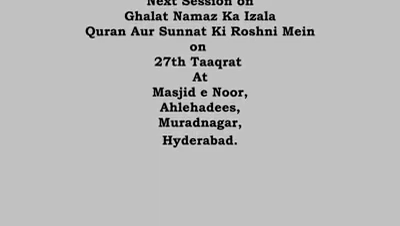 Next Session on
Ghalat Namaz Ka Izala
Quran Aur Sunnat Ki Roshni Mein
on
27th Taaqrat
At
Masjid e Noor,
Ahlehadees,
Muradnagar,
Hyderabad.